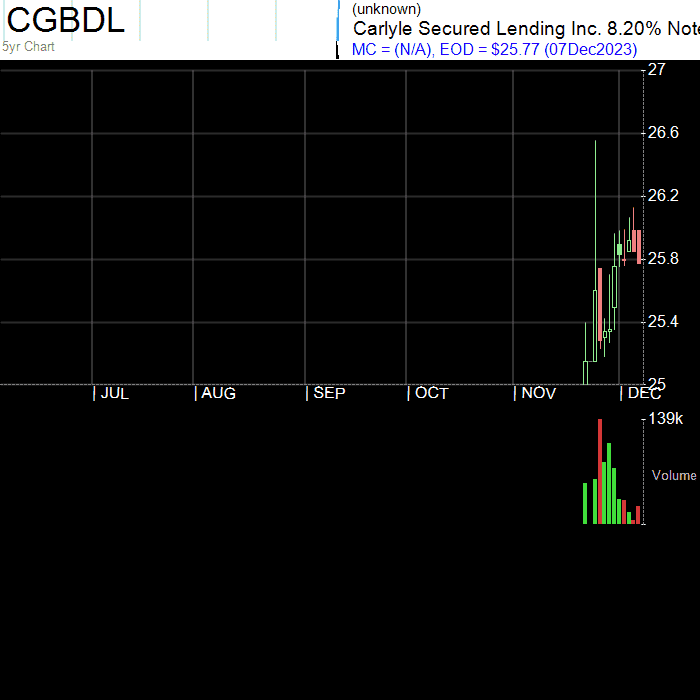 CGBDL
5yr Chart
(unknown)
Carlyle Secured Lending Inc. 8.20% Note
MC = (N/A), EOD = $25.77 (07Dec2023)
27
26.6
26.2
25.8
25.4
25
JUL AUG SEP OCT NOV DEC
139k
Volume